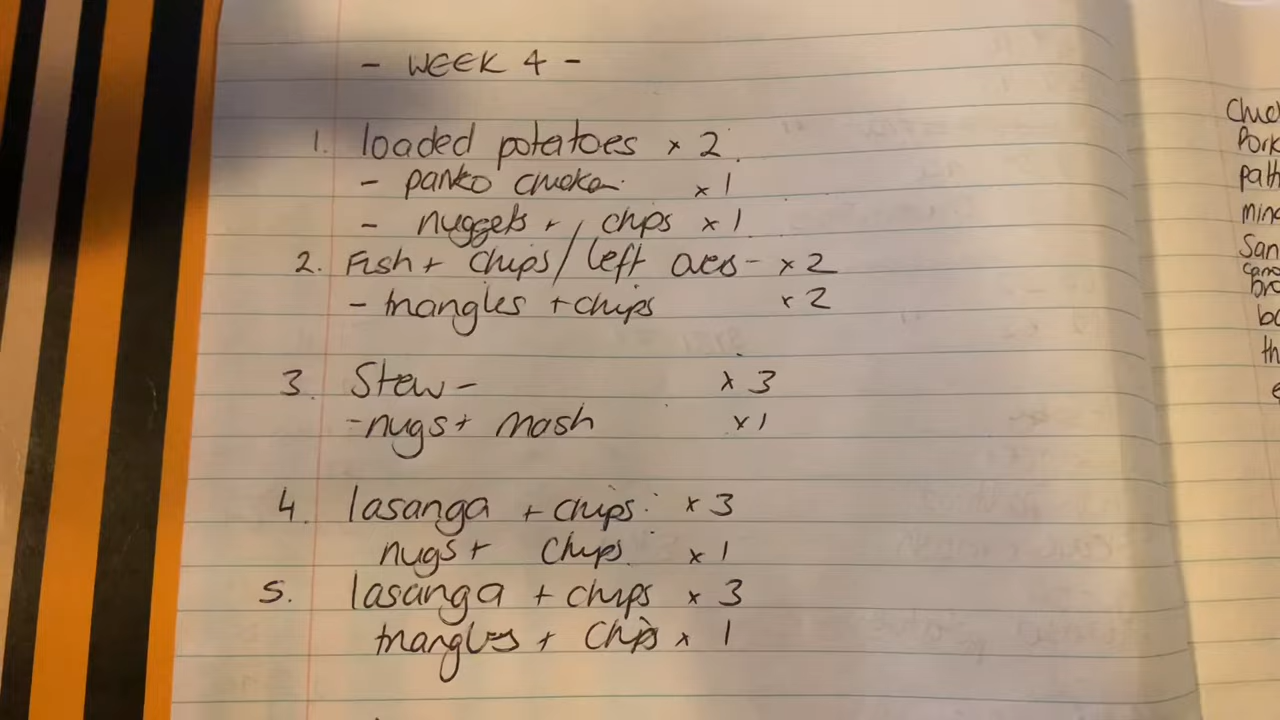 - WEEK 4 -
1. loaded potatoes x 2.
- panko chicken x 1
- nuggets + chips x 1
2. Fish + chips / left overs - x 2
- triangles + chips x 2
3. Stew - x 3
- nugs + mash x 1
4. lasanga + chips x 3
nugs + chips x 1
5. lasanga + chips x 3
triangles + chips x 1
Pork